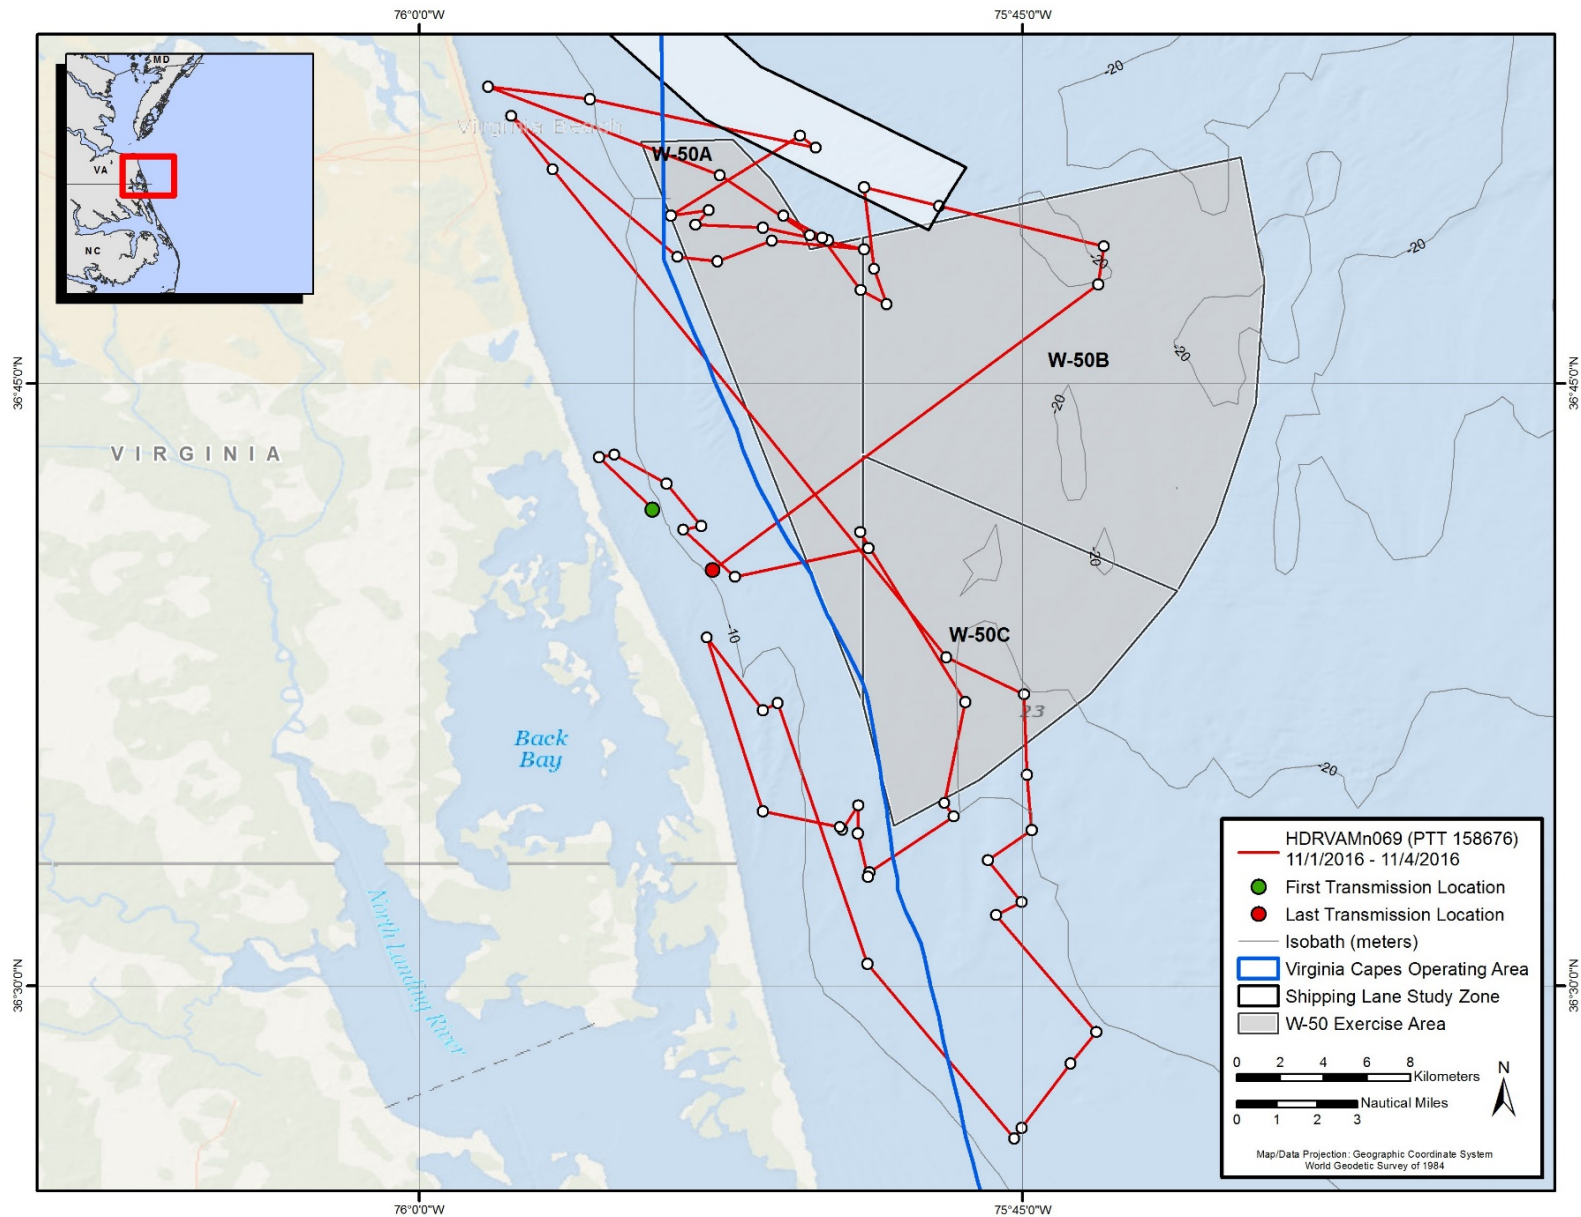 76°0'0"W
75°45'0"W
MD
VA
NC
-20
Virginia Beach
W-50A
-20
-20
-20
W-50B
36°45'0"N
36°45'0"N
-20
VIRGINIA
-20
-10
W-50C
23
Back
Bay
-20
North Landing River
36°30'0"N
36°30'0"N
HDRVAMn069 (PTT 158676)
11/1/2016 - 11/4/2016
First Transmission Location
Last Transmission Location
Isobath (meters)
Virginia Capes Operating Area
Shipping Lane Study Zone
W-50 Exercise Area
0 2 4 6 8
Kilometers
N
Nautical Miles
0 1 2 3
Map/Data Projection: Geographic Coordinate System
World Geodetic Survey of 1984
76°0'0"W
75°45'0"W